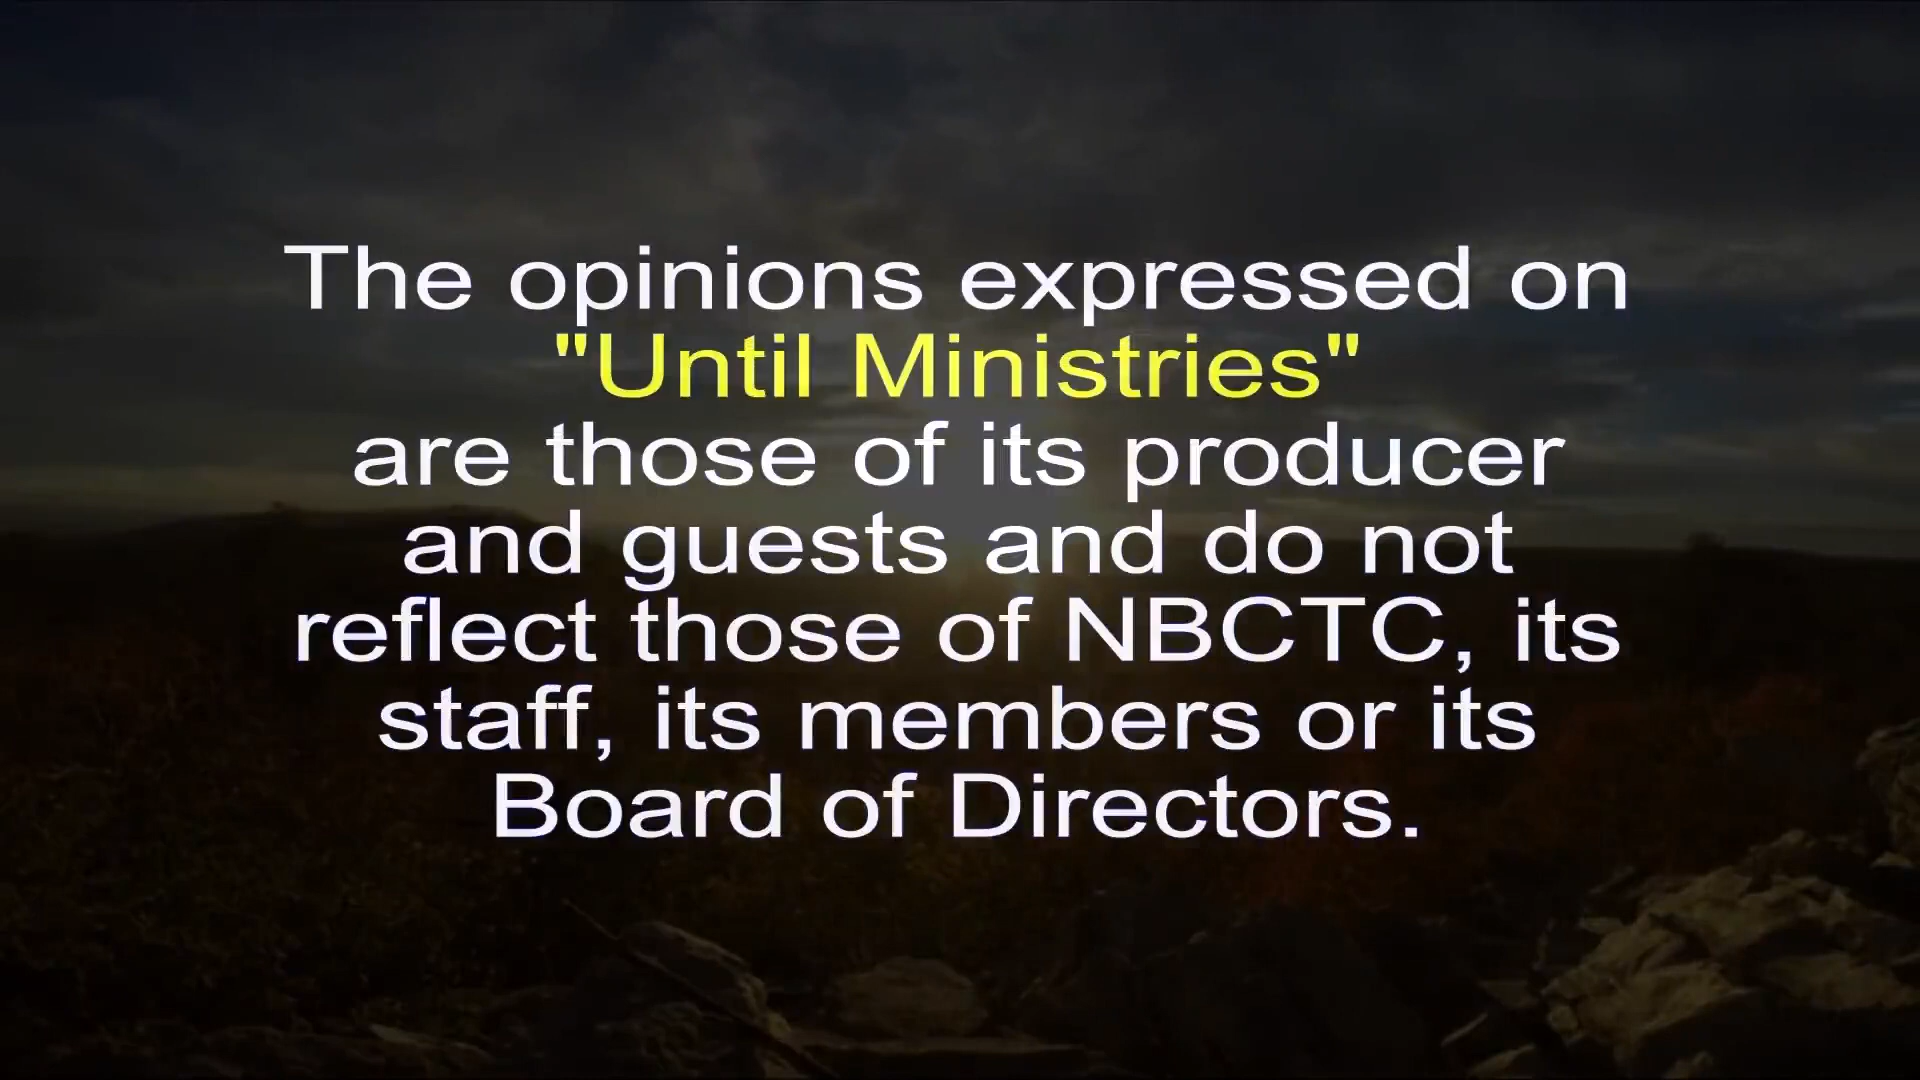 The opinions expressed on
"Until Ministries"
are those of its producer
and guests and do not
reflect those of NBCTC, its
staff, its members or its
Board of Directors.